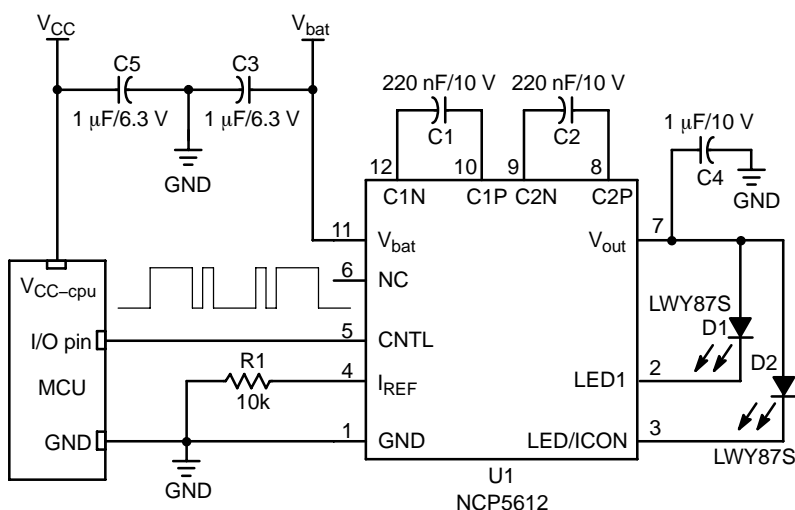 VCC
Vbat
C5
C3
1 μF/6.3 V
1 μF/6.3 V
GND
220 nF/10 V
220 nF/10 V
C1
C2
1 μF/10 V
C4
GND
12
10
9
8
C1N
C1P
C2N
C2P
11
Vbat
Vout
7
6
NC
VCC–cpu
I/O pin
5
CNTL
LWY87S
D1
MCU
R1
10k
4
IREF
LED1
2
D2
GND
1
GND
LED/ICON
3
GND
LWY87S
U1
NCP5612